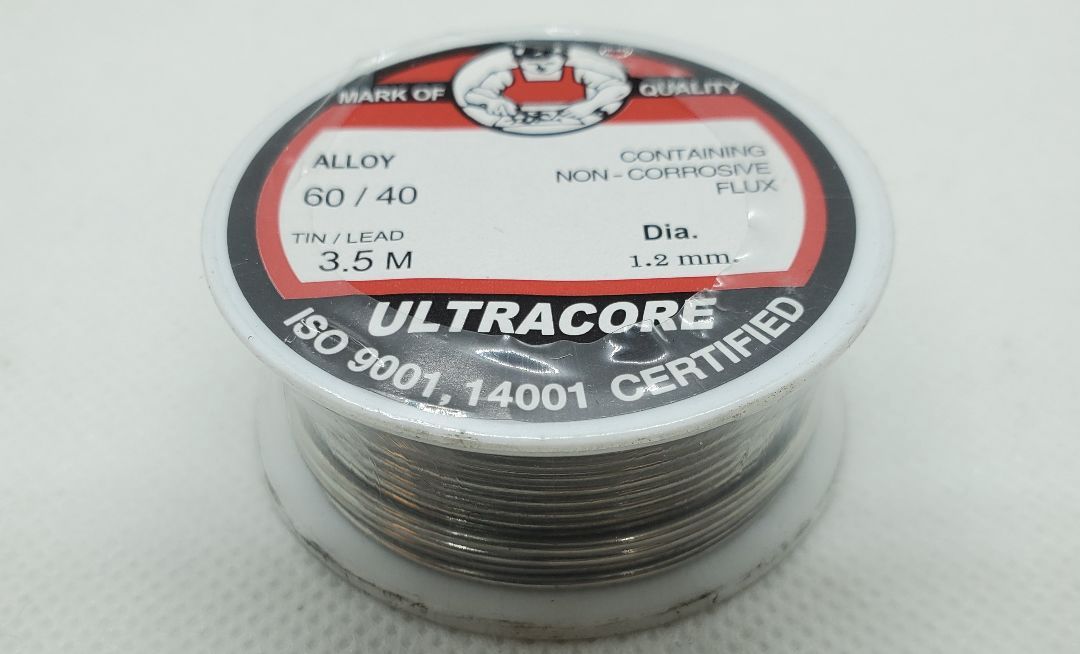 MARK OF QUALITY
ALLOY
60 / 40
TIN / LEAD
3.5 M
CONTAINING
NON-CORROSIVE
FLUX
Dia.
1.2 mm.
ULTRACORE
ISO 9001, 14001 CERTIFIED